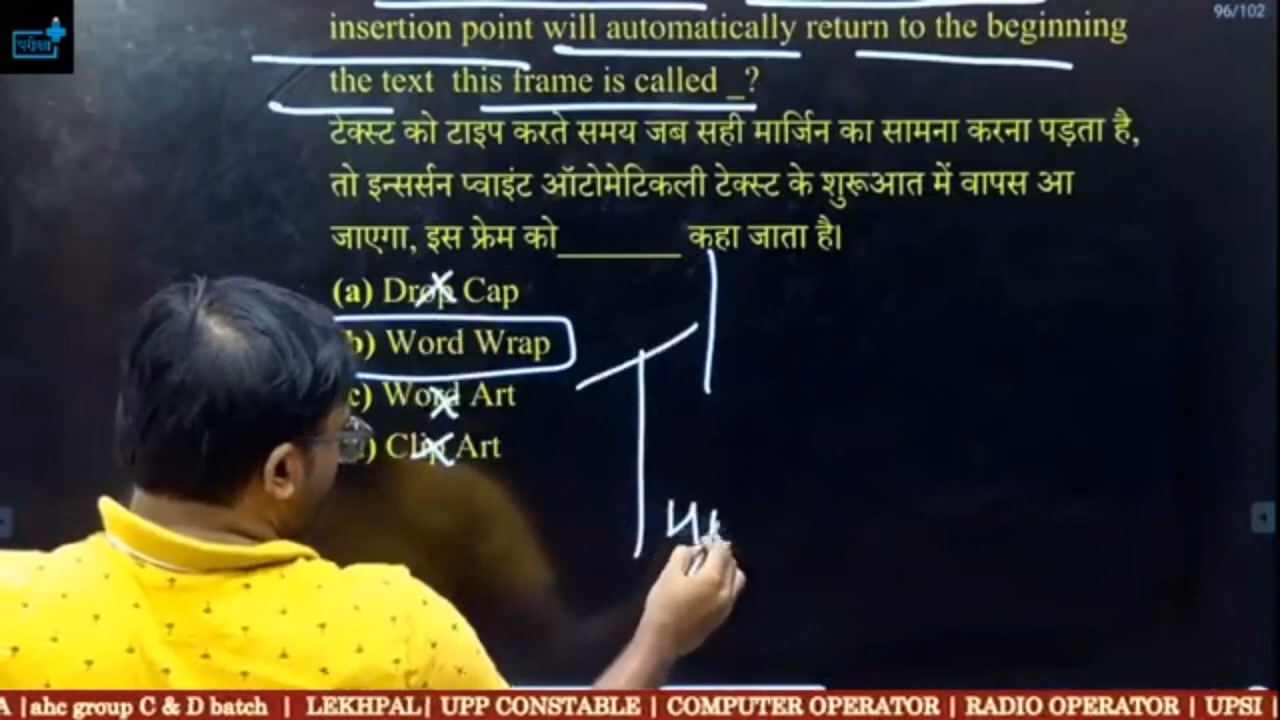 96/102
परीक्षा
insertion point will automatically return to the beginning
the text this frame is called _?
टेक्स्ट को टाइप करते समय जब सही मार्जिन का सामना करना पड़ता है,
तो इन्सर्सन प्वाइंट ऑटोमेटिकली टेक्स्ट के शुरूआत में वापस आ
जाएगा, इस फ्रेम को________ कहा जाता है।
(a) Drop Cap
b) Word Wrap
c) Word Art
) Clip Art
A |ahc group C & D batch | LEKHPAL| UPP CONSTABLE | COMPUTER OPERATOR | RADIO OPERATOR | UPSI |